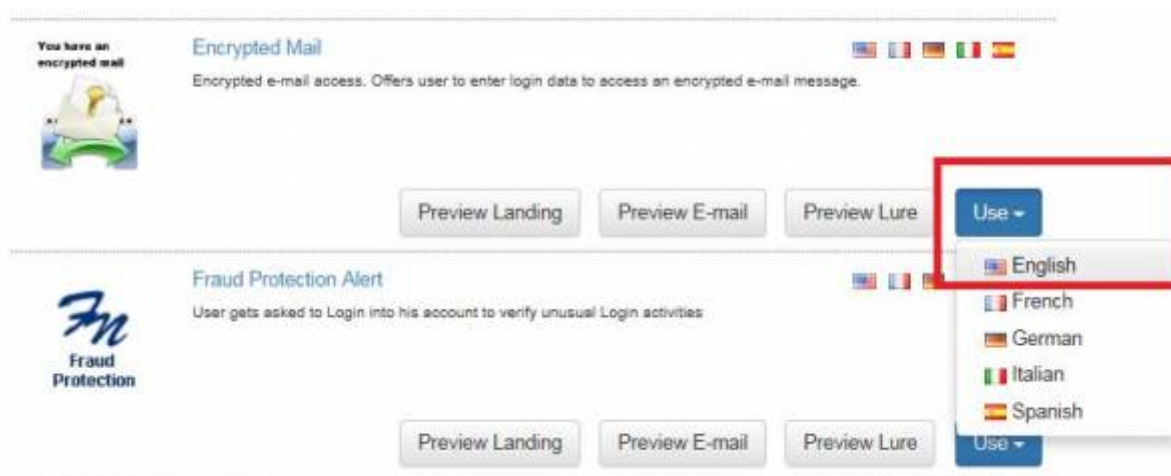 You have an
encrypted mail
Encrypted Mail
Encrypted e-mail access. Offers user to enter login data to access an encrypted e-mail message.
Preview Landing
Preview E-mail
Preview Lure
Use
English
French
German
Italian
Spanish
Fraud Protection Alert
User gets asked to Login into his account to verify unusual Login activities
Fn
Fraud
Protection
Preview Landing
Preview E-mail
Preview Lure
Use